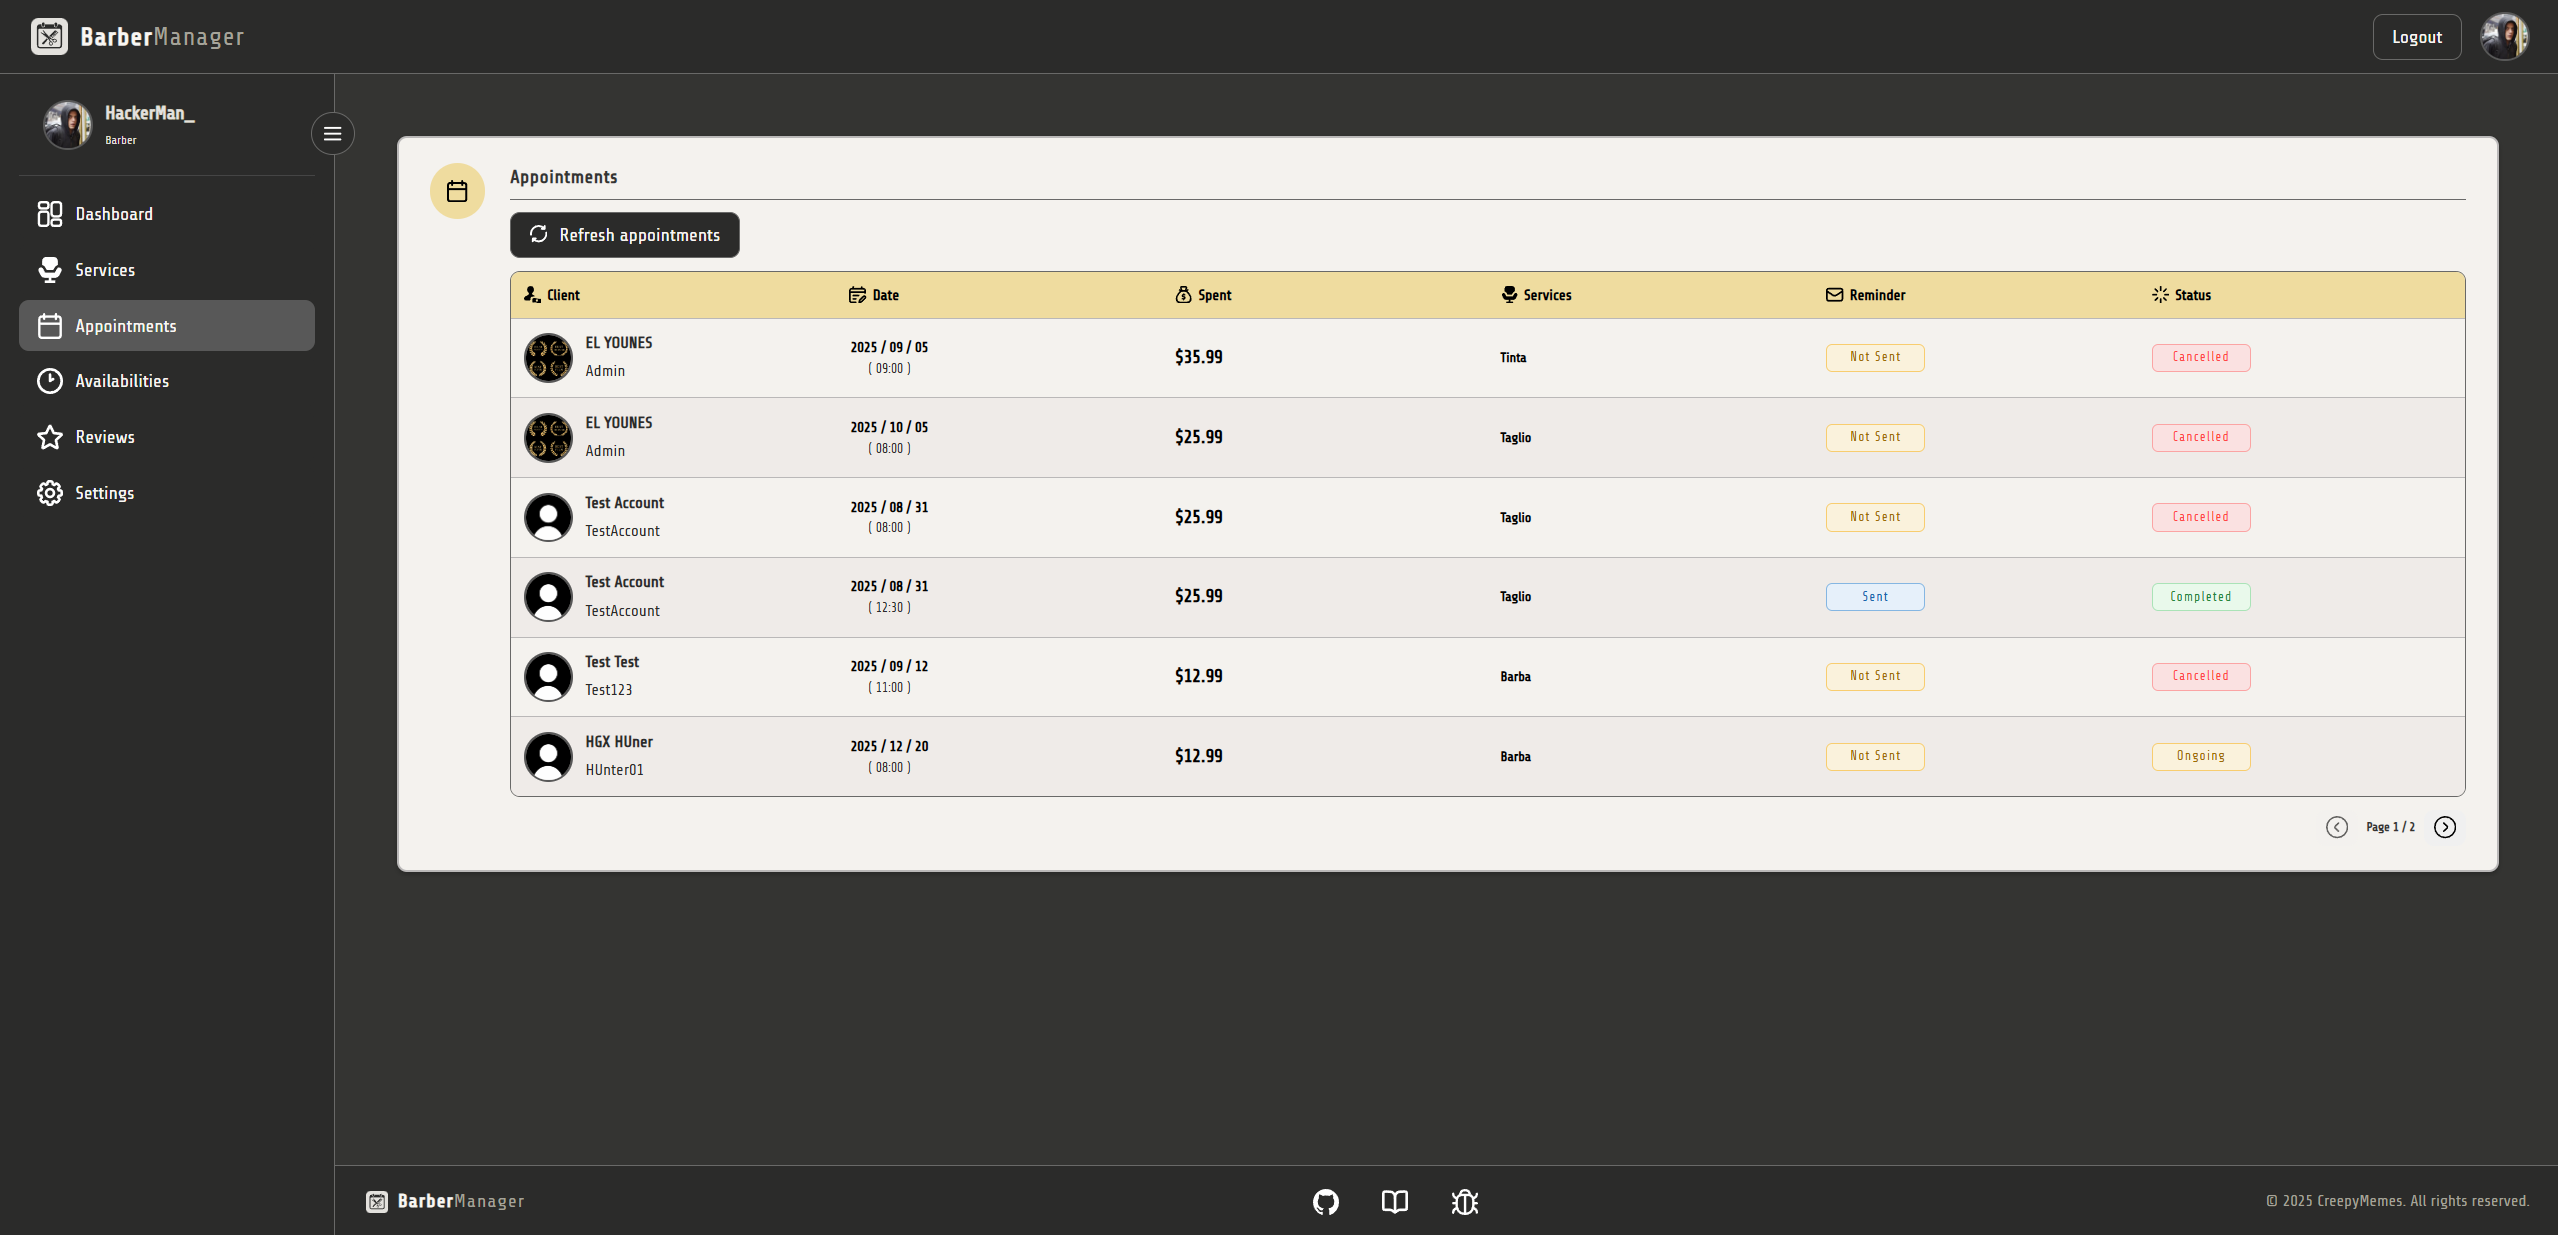 BarberManager
Logout
HackerMan_
Barber
Dashboard
Services
Appointments
Availabilities
Reviews
Settings
Appointments
Refresh appointments
Client Date Spent Services Reminder Status
EL YOUNES
Admin
2025 / 09 / 05
( 09:00 )
$35.99
Tinta
Not Sent
Cancelled
EL YOUNES
Admin
2025 / 10 / 05
( 08:00 )
$25.99
Taglio
Not Sent
Cancelled
Test Account
TestAccount
2025 / 08 / 31
( 08:00 )
$25.99
Taglio
Not Sent
Cancelled
Test Account
TestAccount
2025 / 08 / 31
( 12:30 )
$25.99
Taglio
Sent
Completed
Test Test
Test123
2025 / 09 / 12
( 11:00 )
$12.99
Barba
Not Sent
Cancelled
HGX HUner
HUnter01
2025 / 12 / 20
( 08:00 )
$12.99
Barba
Not Sent
Ongoing
Page 1 / 2
BarberManager
© 2025 CreepyMemes. All rights reserved.